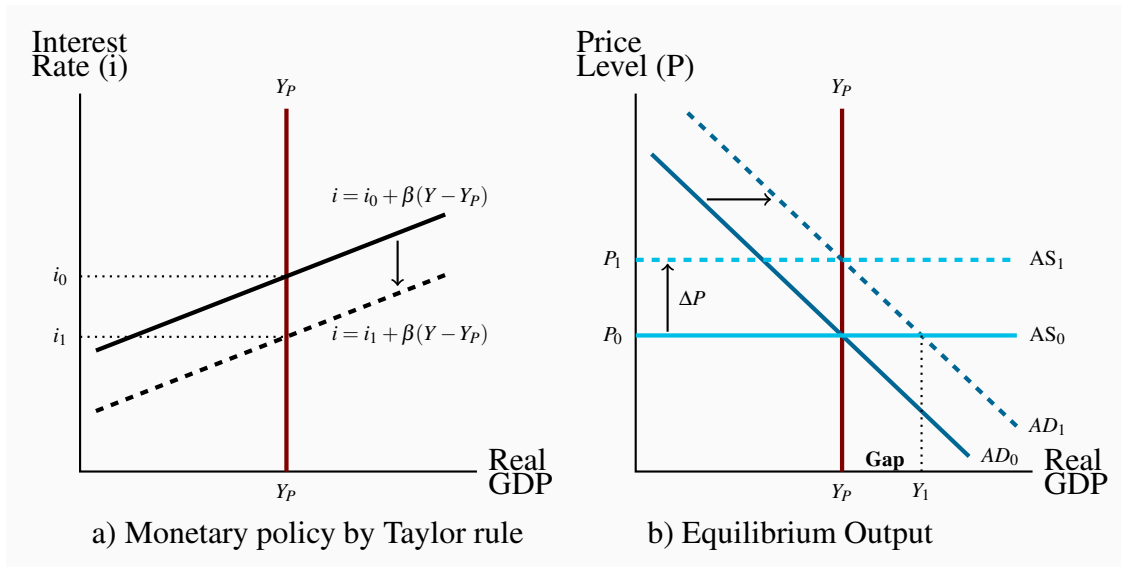 Interest
Rate (i)
Y_P
i = i_0 + β(Y − Y_P)
i_0
i_1
i = i_1 + β(Y − Y_P)
Real
GDP
Y_P
a) Monetary policy by Taylor rule
Price
Level (P)
Y_P
P_1
AS_1
ΔP
P_0
AS_0
AD_1
AD_0
Gap
Real
GDP
Y_P
Y_1
b) Equilibrium Output